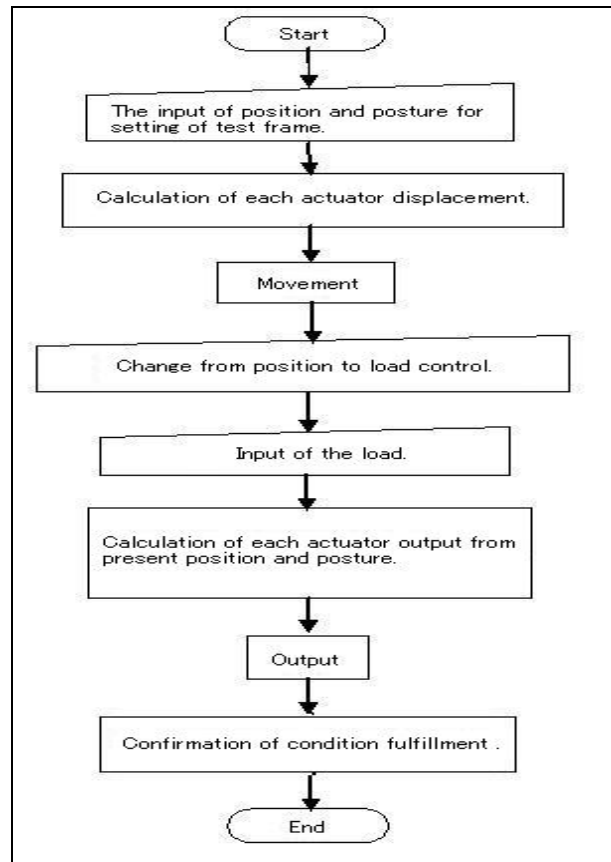 Start
The input of position and posture for
setting of test frame.
Calculation of each actuator displacement.
Movement
Change from position to load control.
Input of the load.
Calculation of each actuator output from
present position and posture.
Output
Confirmation of condition fulfillment .
End